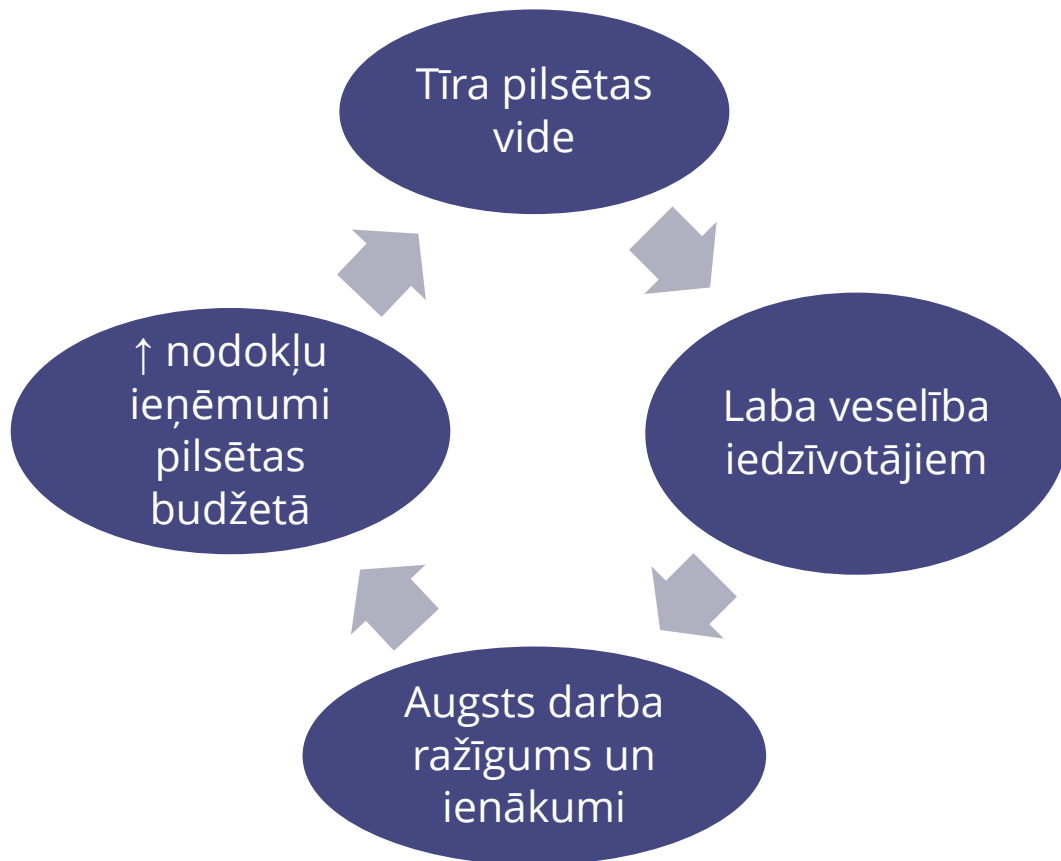 Tīra pilsētas
vide
Laba veselība
iedzīvotājiem
Augsts darba
ražīgums un
ienākumi
↑ nodokļu
ieņēmumi
pilsētas
budžetā